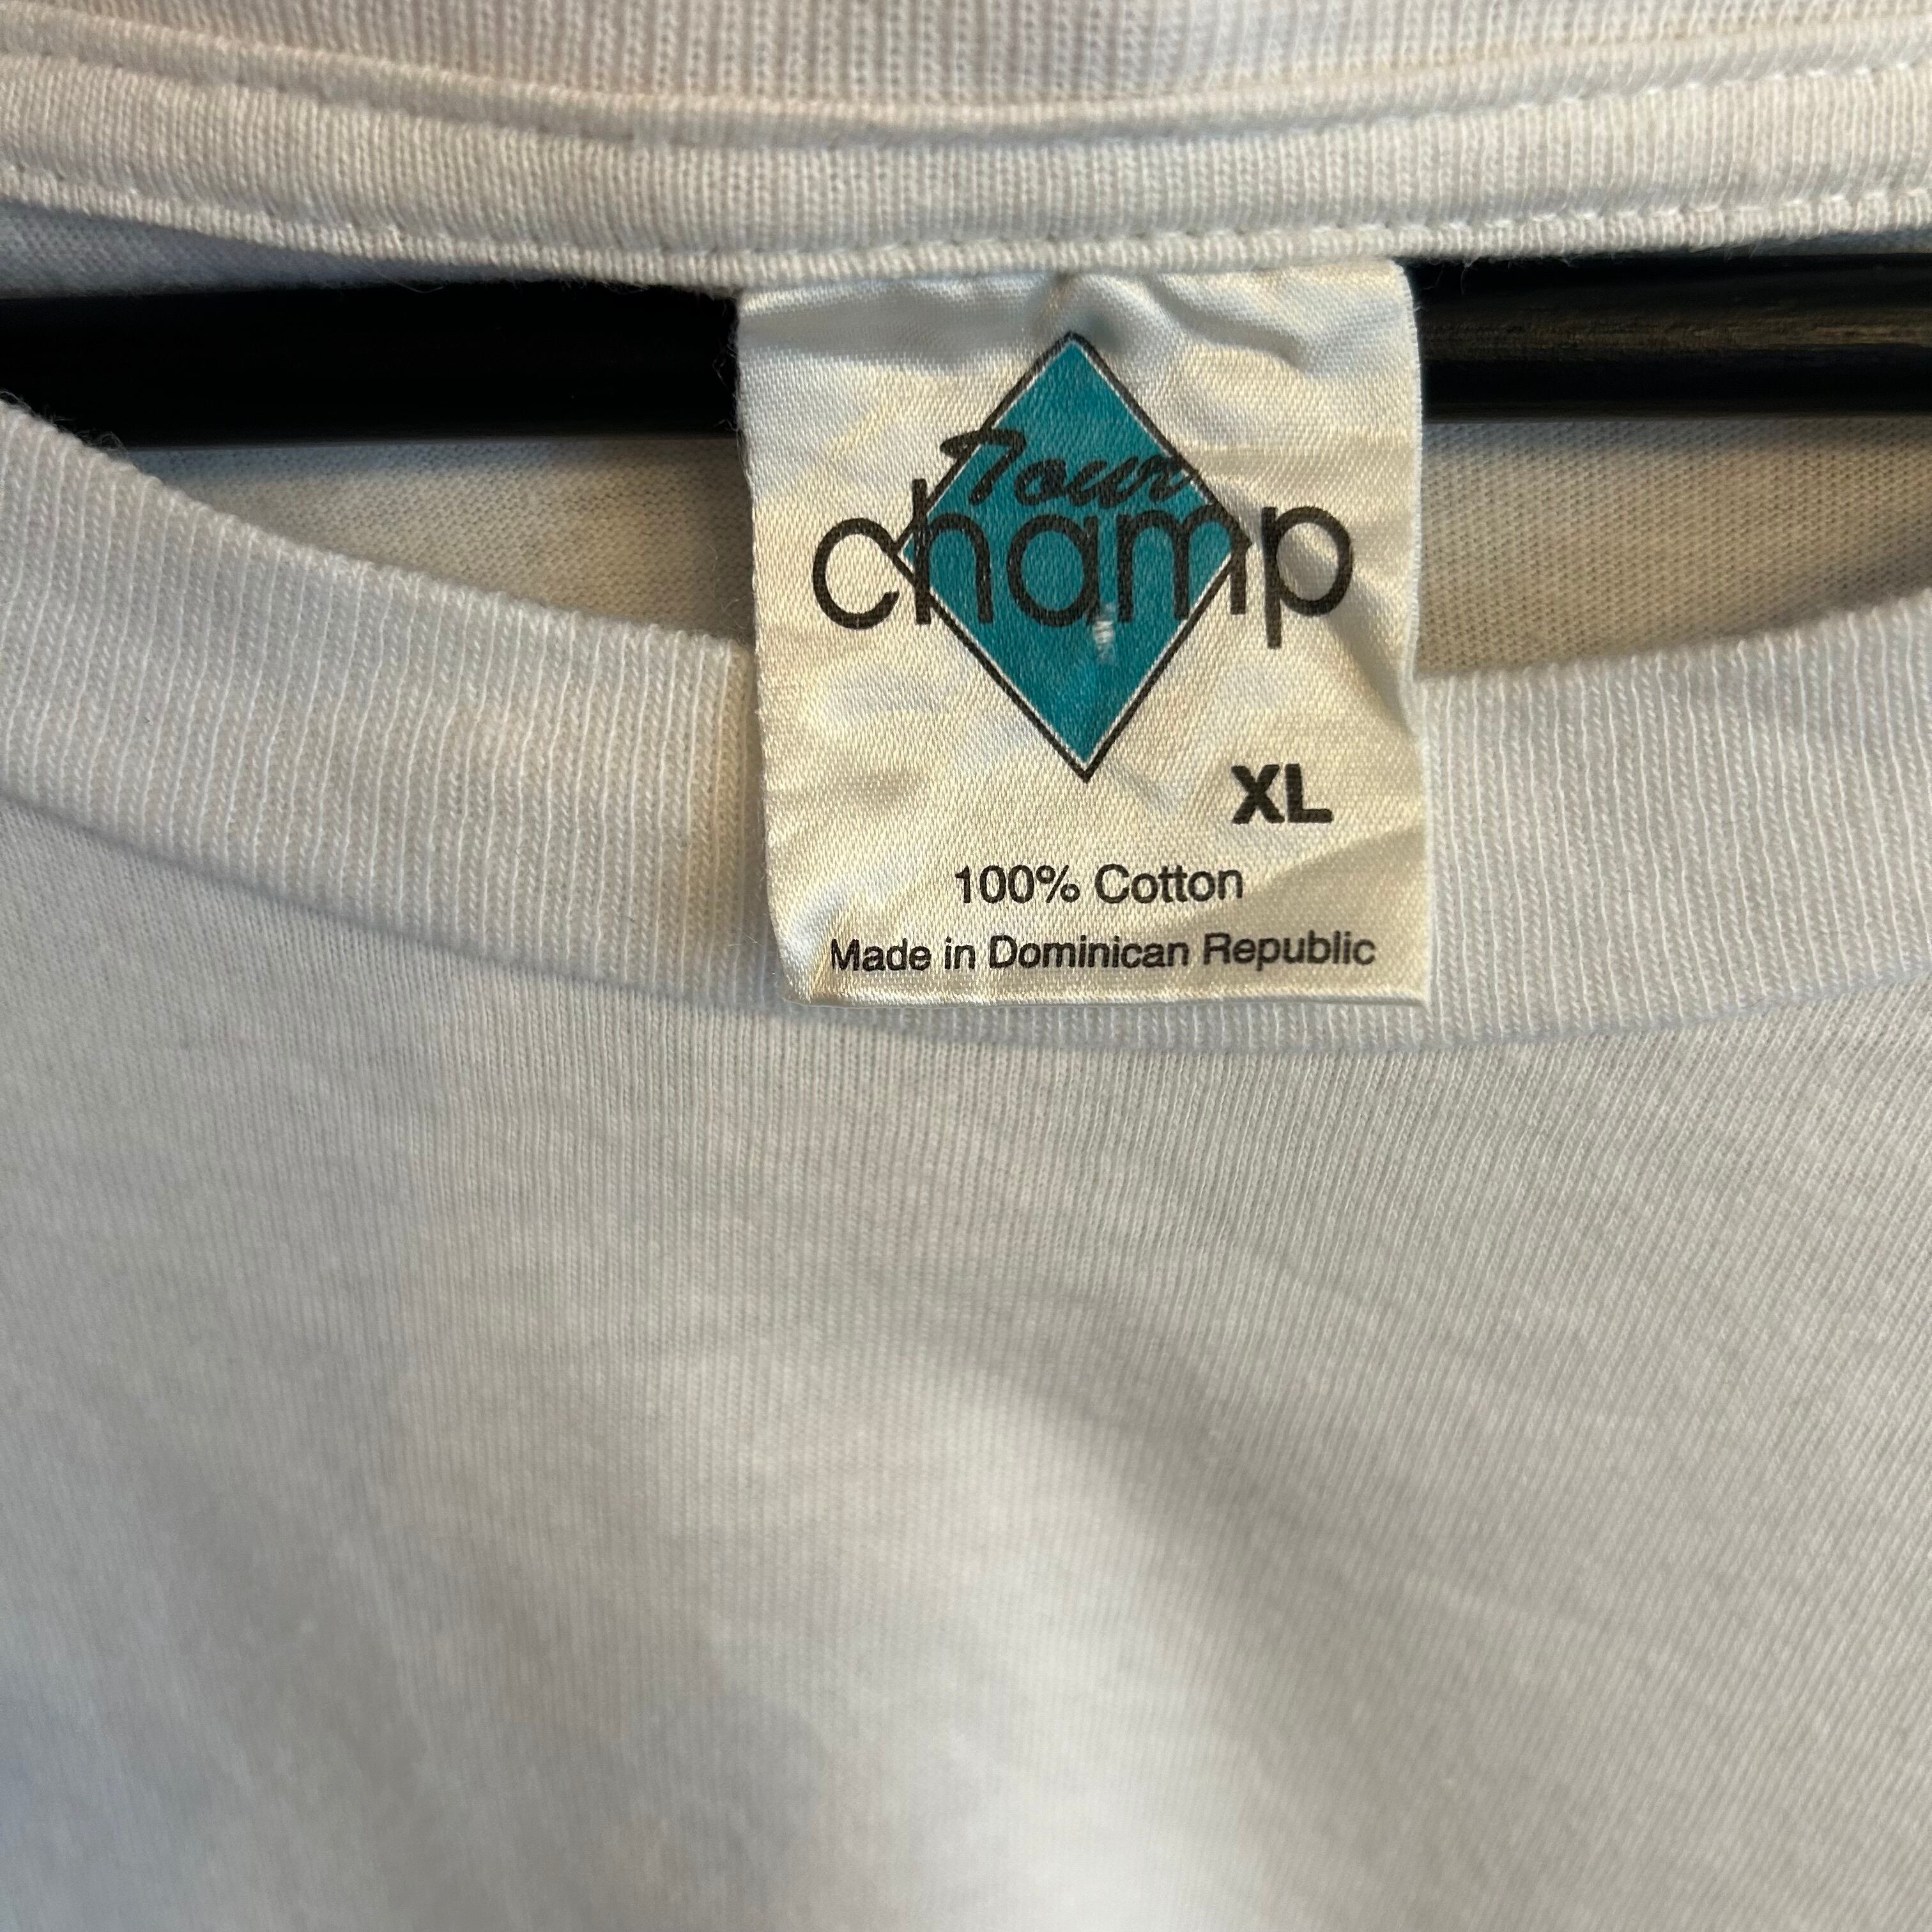 Tour
champ
XL
100% Cotton
Made in Dominican Republic